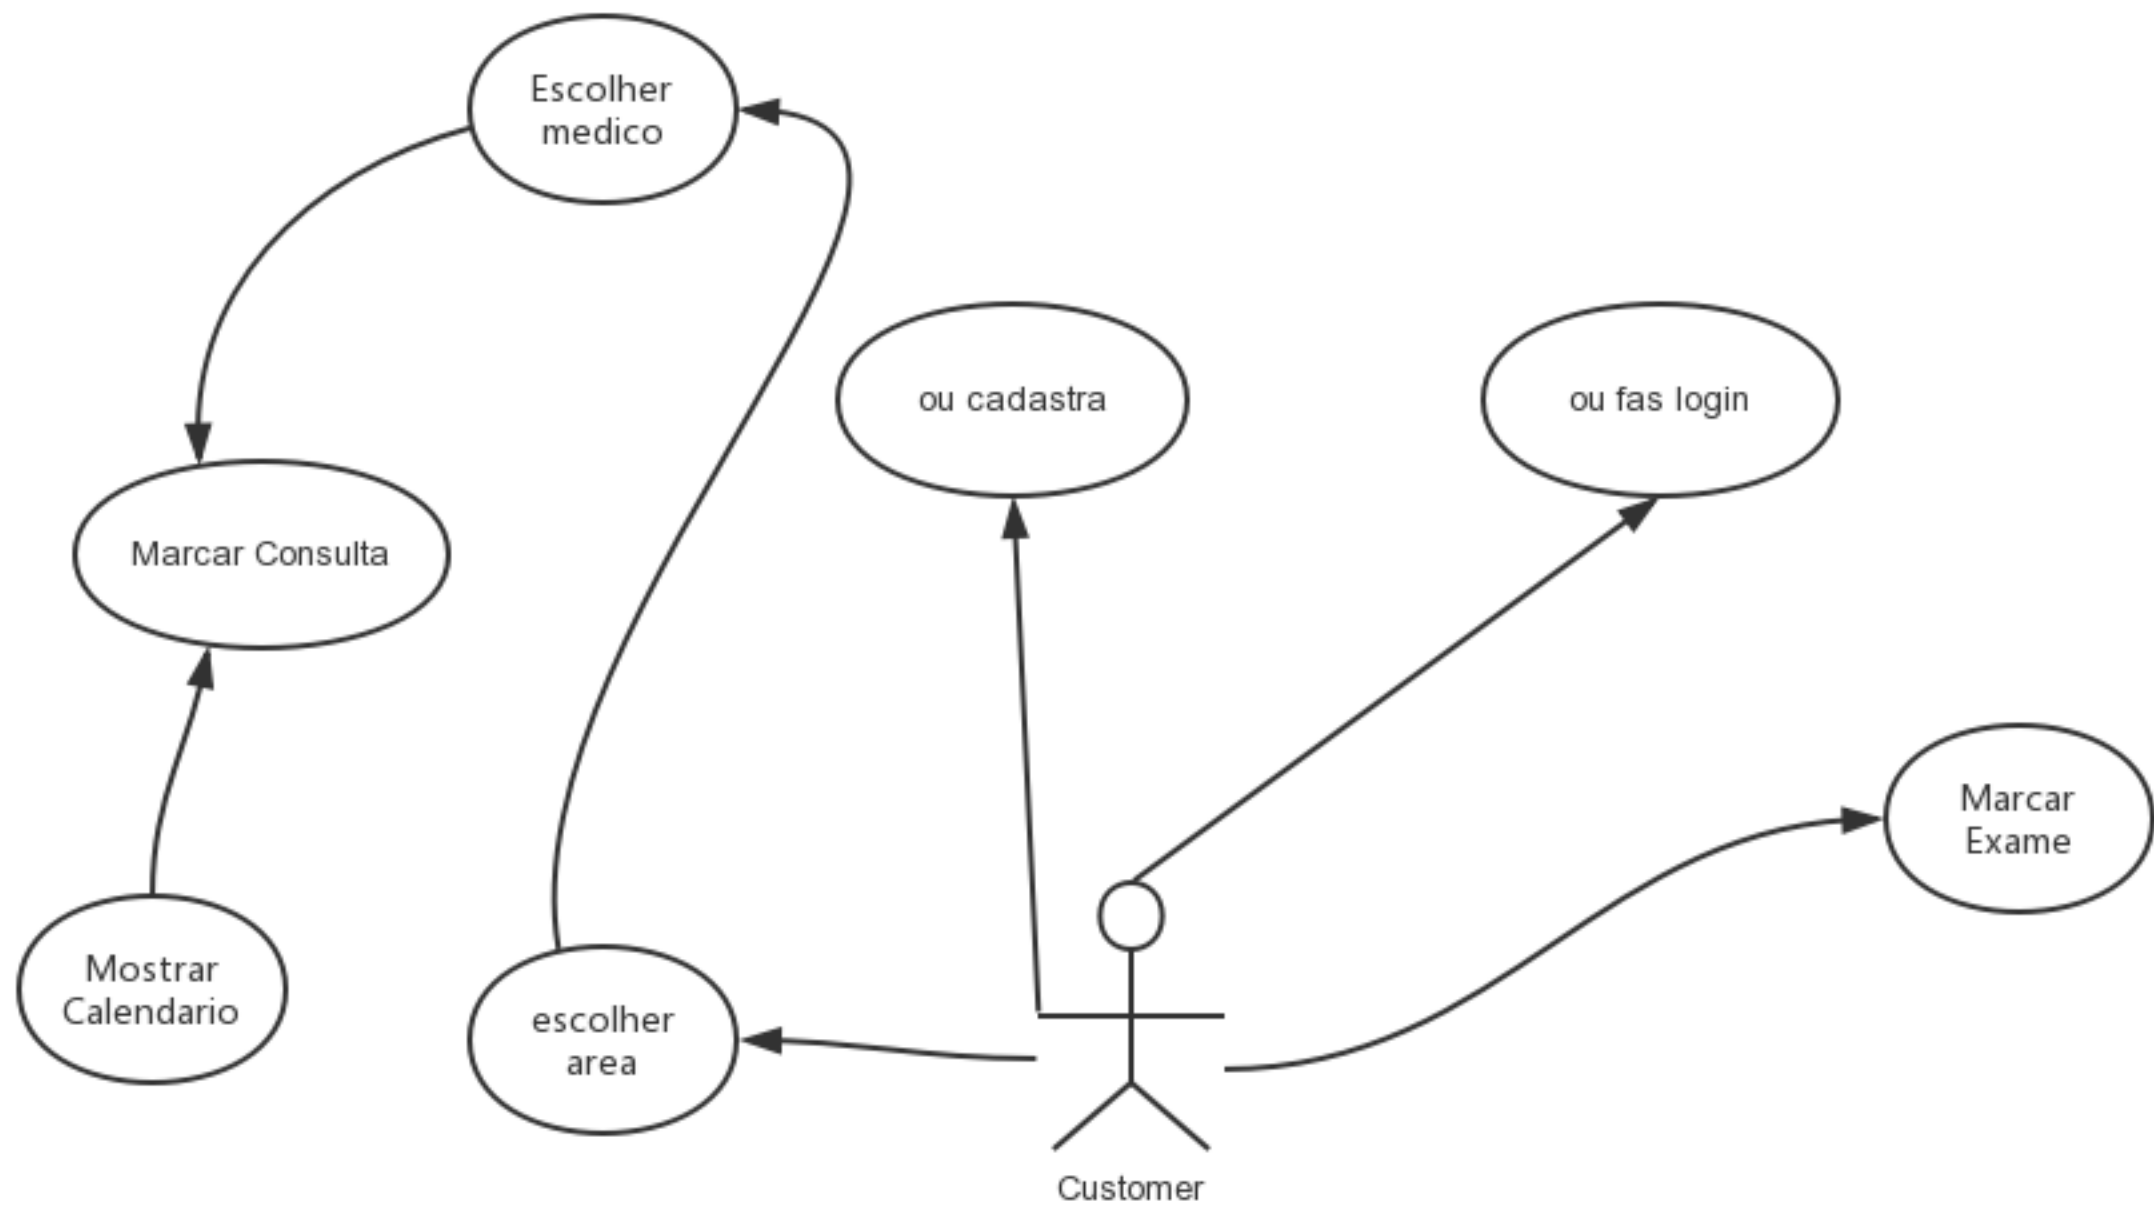 Escolher
medico
ou cadastra
ou fas login
Marcar Consulta
Marcar
Exame
Mostrar
Calendario
escolher
area
Customer